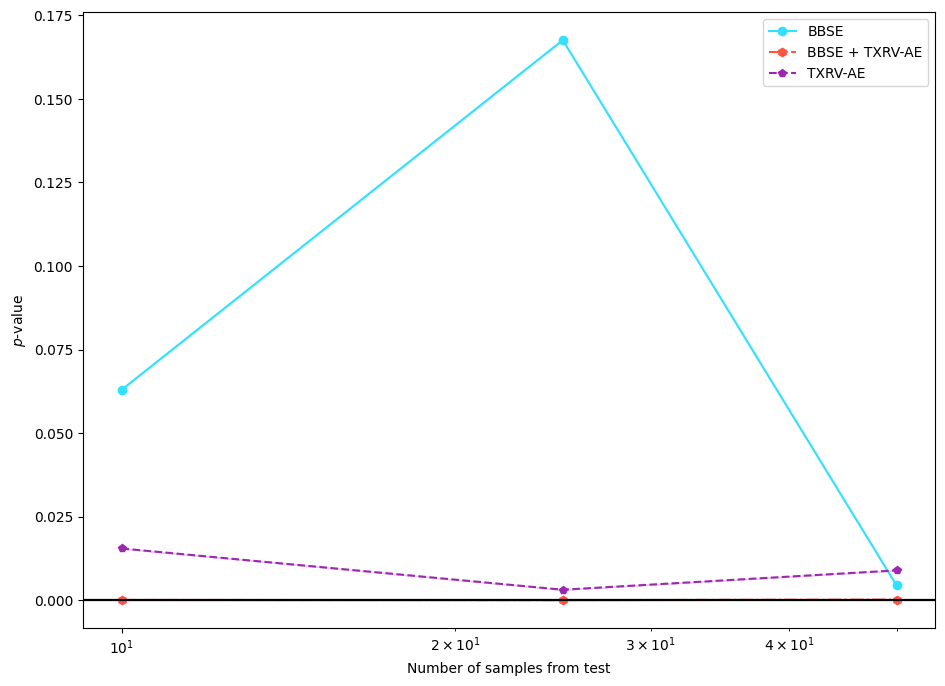 0.175
0.150
0.125
0.100
0.075
0.050
0.025
0.000
p-value
BBSE
BBSE + TXRV-AE
TXRV-AE
10¹
2 × 10¹
3 × 10¹
4 × 10¹
Number of samples from test